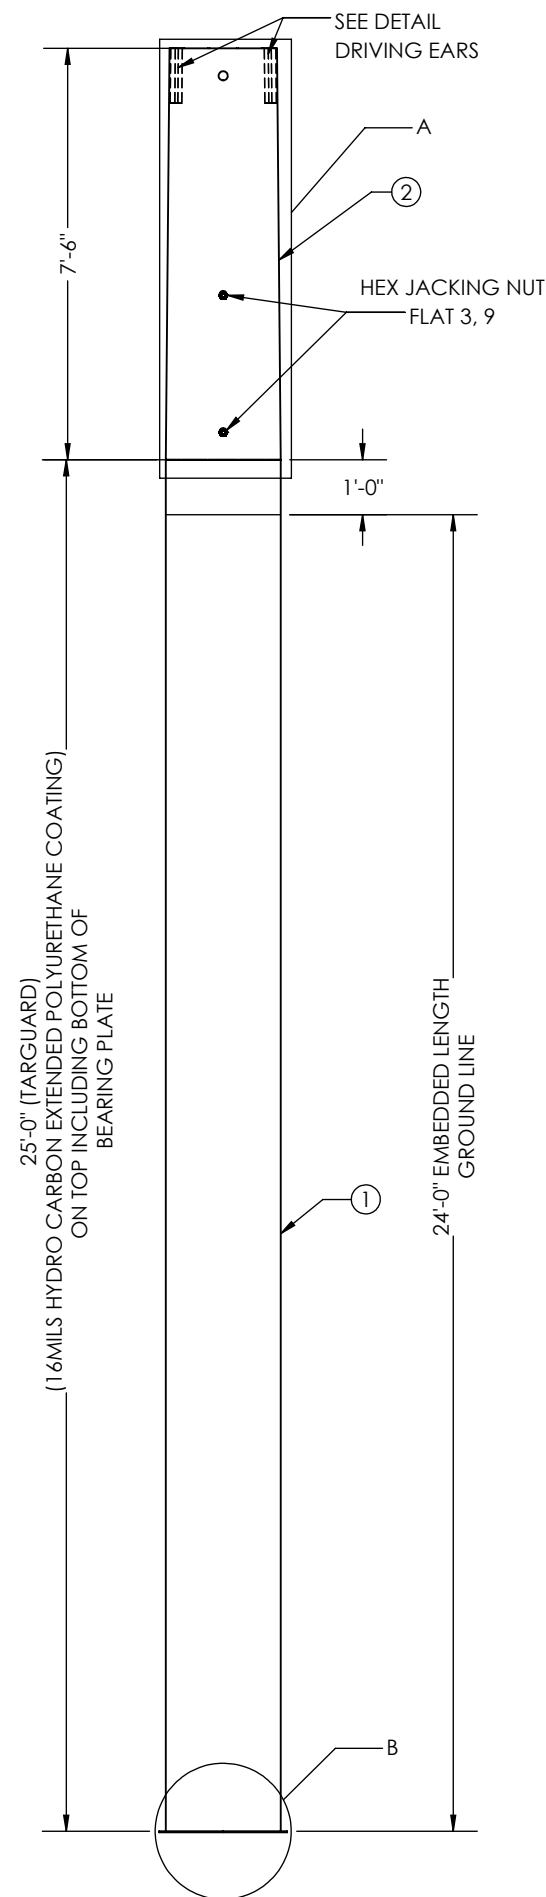 SEE DETAIL
DRIVING EARS
A
2
7'-6"
HEX JACKING NUT
FLAT 3, 9
1'-0"
25'-0" (TARGUARD)
(16MILS HYDRO CARBON EXTENDED POLYURETHANE COATING)
ON TOP INCLUDING BOTTOM OF
BEARING PLATE
24'-0" EMBEDDED LENGTH
GROUND LINE
1
B